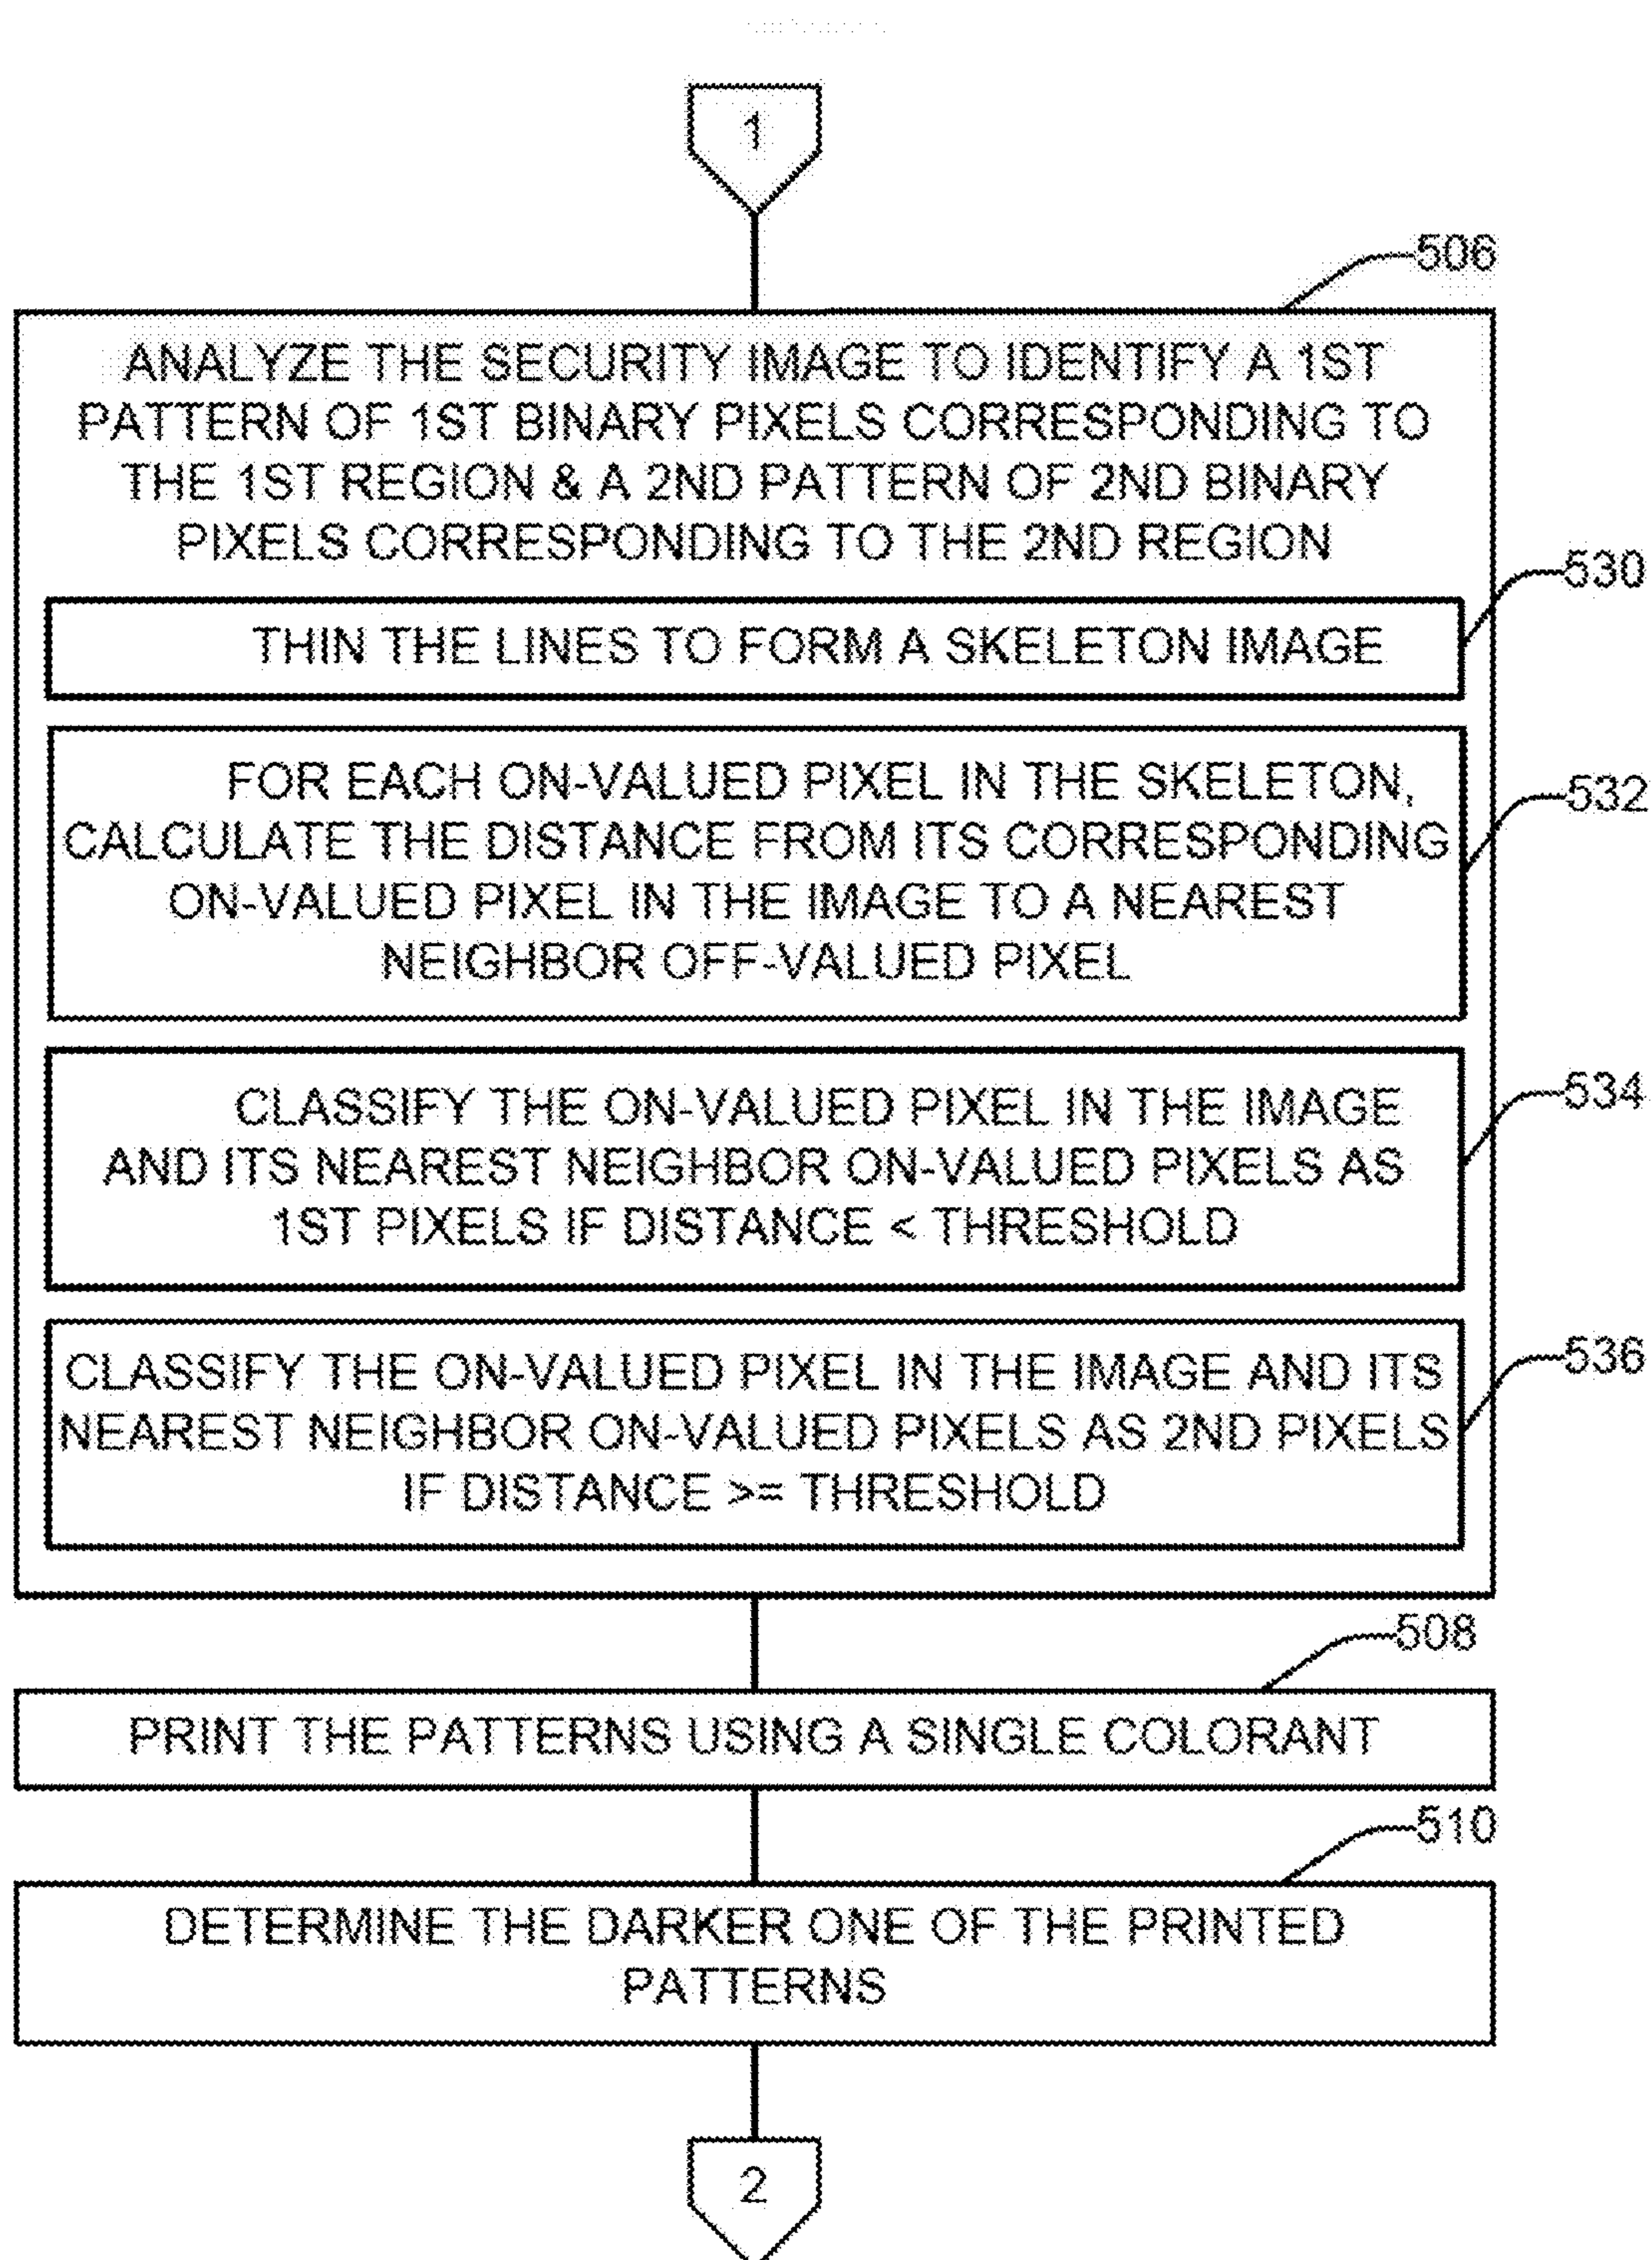 1
506
ANALYZE THE SECURITY IMAGE TO IDENTIFY A 1ST
PATTERN OF 1ST BINARY PIXELS CORRESPONDING TO
THE 1ST REGION & A 2ND PATTERN OF 2ND BINARY
PIXELS CORRESPONDING TO THE 2ND REGION
530
THIN THE LINES TO FORM A SKELETON IMAGE
FOR EACH ON-VALUED PIXEL IN THE SKELETON,
532
CALCULATE THE DISTANCE FROM ITS CORRESPONDING
ON-VALUED PIXEL IN THE IMAGE TO A NEAREST
NEIGHBOR OFF-VALUED PIXEL
534
CLASSIFY THE ON-VALUED PIXEL IN THE IMAGE
AND ITS NEAREST NEIGHBOR ON-VALUED PIXELS AS
1ST PIXELS IF DISTANCE < THRESHOLD
536
CLASSIFY THE ON-VALUED PIXEL IN THE IMAGE AND ITS
NEAREST NEIGHBOR ON-VALUED PIXELS AS 2ND PIXELS
IF DISTANCE >= THRESHOLD
508
PRINT THE PATTERNS USING A SINGLE COLORANT
510
DETERMINE THE DARKER ONE OF THE PRINTED
PATTERNS
2